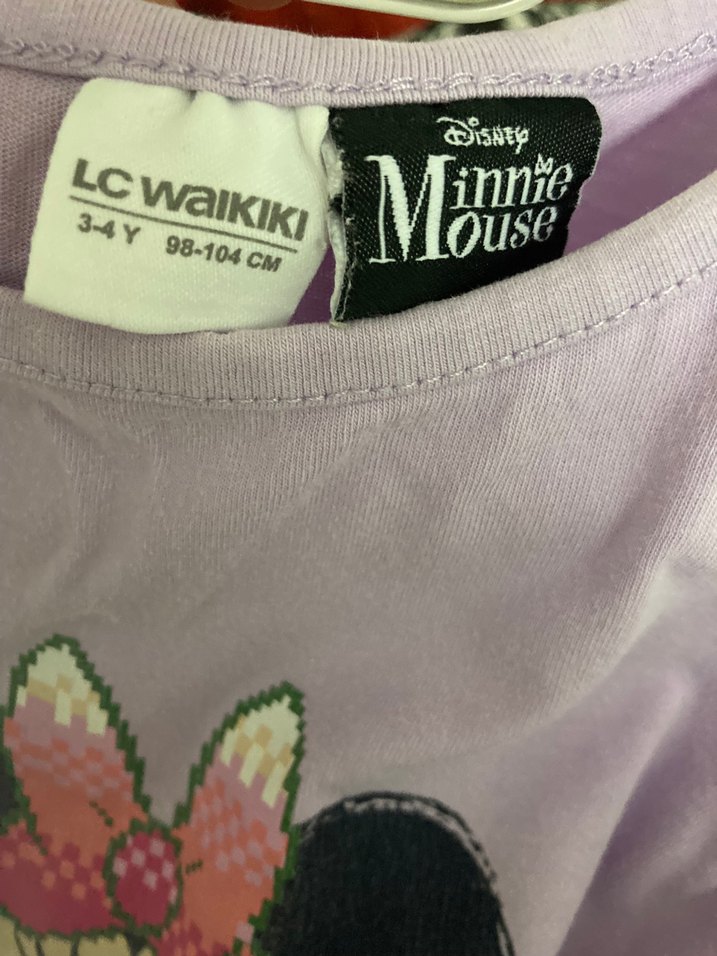 LC WAIKIKI
3-4 Y 98-104 CM
Disney
Minnie
Mouse